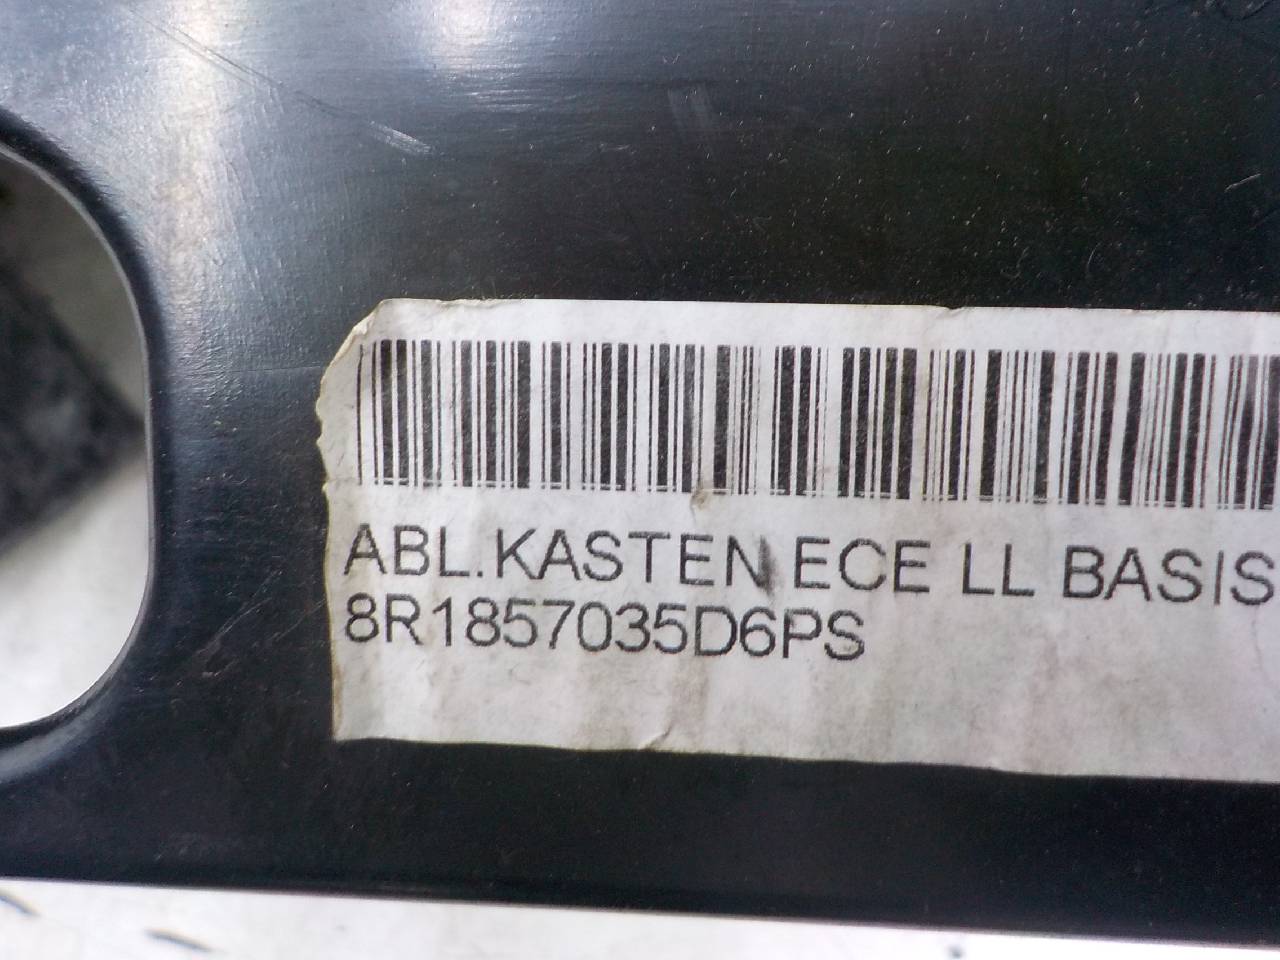 ABL.KASTEN ECE LL BASIS
8R1857035D6PS